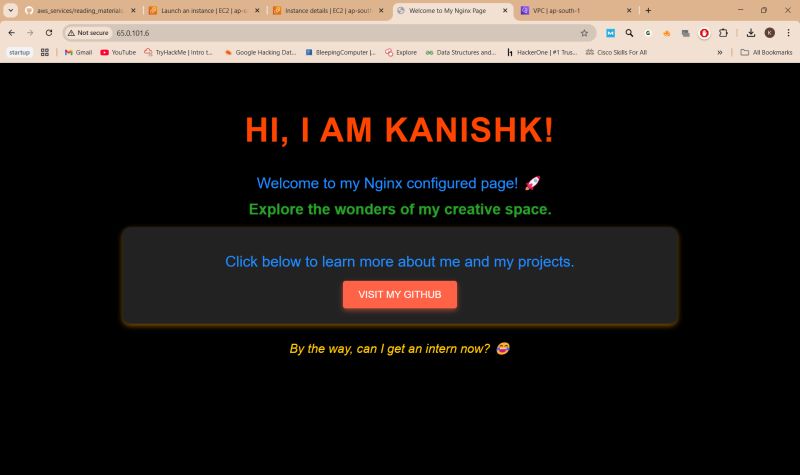 aws_services/reading_materials
Launch an instance | EC2 | ap-s
Instance details | EC2 | ap-sout
Welcome to My Nginx Page
VPC | ap-south-1
Not secure
65.0.101.6
K
startup
Gmail
YouTube
TryHackMe | Intro t...
Google Hacking Dat...
BleepingComputer |...
Explore
Data Structures and...
HackerOne | #1 Trus...
Cisco Skills For All
»
All Bookmarks
HI, I AM KANISHK!
Welcome to my Nginx configured page! 🚀
Explore the wonders of my creative space.
Click below to learn more about me and my projects.
VISIT MY GITHUB
By the way, can I get an intern now? 😂